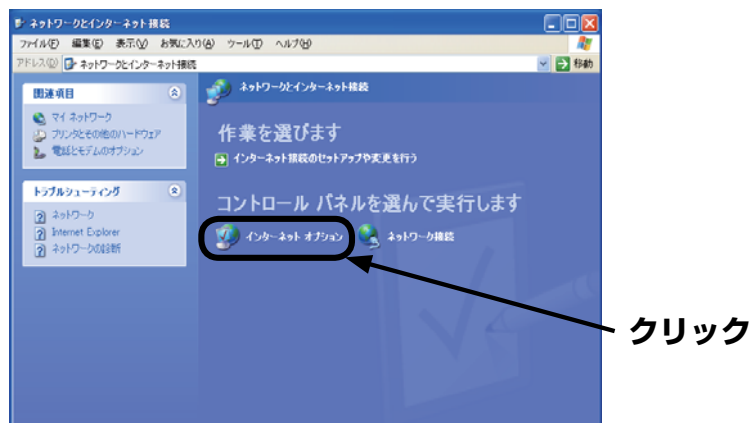 ネットワークとインターネット接続
ファイル(F) 編集(E) 表示(V) お気に入り(A) ツール(T) ヘルプ(H)
アドレス(D) ネットワークとインターネット接続 移動
関連項目
マイ ネットワーク
プリンタとその他のハードウェア
電話とモデムのオプション
トラブルシューティング
ネットワーク
Internet Explorer
ネットワークの診断
ネットワークとインターネット接続
作業を選びます
インターネット接続のセットアップや変更を行う
コントロール パネルを選んで実行します
インターネット オプション ネットワーク接続
クリック